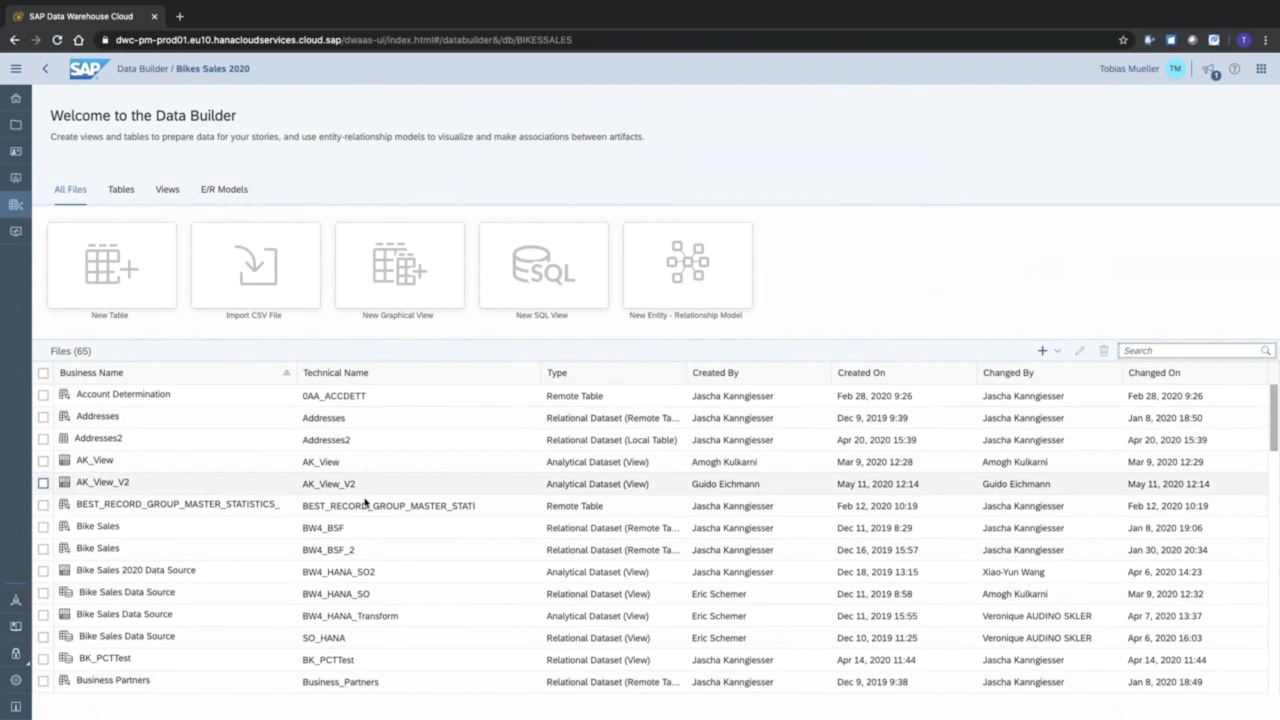 SAP Data Warehouse Cloud
dwc-pm-prod01.eu10.hanacloudservices.cloud.sap/dwaas-ui/index.html#/databuilder&/db/BIKESSALES
T
SAP Data Builder / Bikes Sales 2020 Tobias Mueller TM 1
Welcome to the Data Builder
Create views and tables to prepare data for your stories, and use entity-relationship models to visualize and make associations between artifacts.
All Files Tables Views E/R Models
SQL
New Table Import CSV File New Graphical View New SQL View New Entity - Relationship Model
Files (65) Search
Business Name Technical Name Type Created By Created On Changed By Changed On
Account Determination 0AA_ACCDETT Remote Table Jascha Kanngiesser Feb 28, 2020 9:26 Jascha Kanngiesser Feb 28, 2020 9:26
Addresses Addresses Relational Dataset (Remote Ta... Jascha Kanngiesser Dec 9, 2019 9:39 Jascha Kanngiesser Jan 8, 2020 18:50
Addresses2 Addresses2 Relational Dataset (Local Table) Jascha Kanngiesser Apr 20, 2020 15:39 Jascha Kanngiesser Apr 20, 2020 15:39
AK_View AK_View Analytical Dataset (View) Amogh Kulkarni Mar 9, 2020 12:28 Amogh Kulkarni Mar 9, 2020 12:29
AK_View_V2 AK_View_V2 Analytical Dataset (View) Guido Eichmann May 11, 2020 12:14 Guido Eichmann May 11, 2020 12:14
BEST_RECORD_GROUP_MASTER_STATISTICS_ BEST_RECORD_GROUP_MASTER_STATI Remote Table Jascha Kanngiesser Feb 12, 2020 10:19 Jascha Kanngiesser Feb 12, 2020 10:19
Bike Sales BW4_BSF Relational Dataset (Remote Ta... Jascha Kanngiesser Dec 11, 2019 8:29 Jascha Kanngiesser Jan 8, 2020 19:06
Bike Sales BW4_BSF_2 Relational Dataset (Remote Ta... Jascha Kanngiesser Dec 16, 2019 15:57 Jascha Kanngiesser Jan 30, 2020 20:34
Bike Sales 2020 Data Source BW4_HANA_SO2 Analytical Dataset (View) Jascha Kanngiesser Dec 18, 2019 13:15 Xiao-Yun Wang Apr 6, 2020 14:23
Bike Sales Data Source BW4_HANA_SO Relational Dataset (View) Eric Schemer Dec 11, 2019 8:58 Amogh Kulkarni Mar 9, 2020 12:32
Bike Sales Data Source BW4_HANA_Transform Analytical Dataset (View) Eric Schemer Dec 11, 2019 15:55 Veronique AUDINO SKLER Apr 7, 2020 13:37
Bike Sales Data Source SO_HANA Relational Dataset (View) Eric Schemer Dec 10, 2019 11:25 Veronique AUDINO SKLER Apr 6, 2020 16:03
BK_PCTTest BK_PCTTest Relational Dataset (View) Jascha Kanngiesser Apr 14, 2020 11:44 Jascha Kanngiesser Apr 14, 2020 11:44
Business Partners Business_Partners Relational Dataset (Remote Ta... Jascha Kanngiesser Dec 9, 2019 9:38 Jascha Kanngiesser Jan 8, 2020 18:49